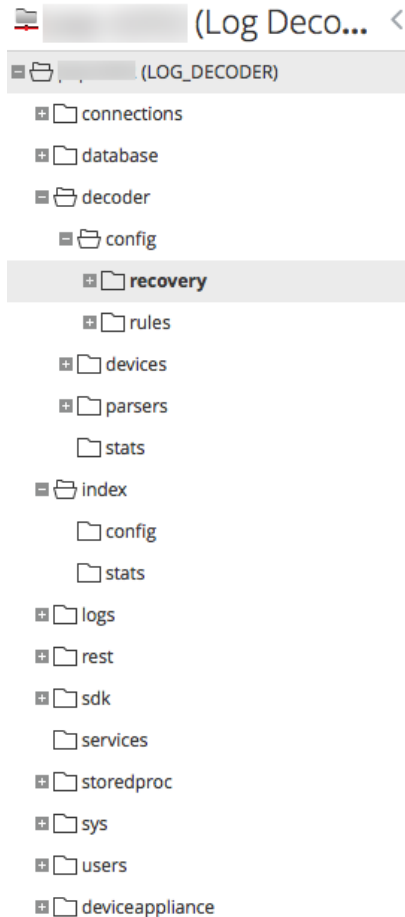 (Log Deco...
(LOG_DECODER)
connections
database
decoder
config
recovery
rules
devices
parsers
stats
index
config
stats
logs
rest
sdk
services
storedproc
sys
users
deviceappliance